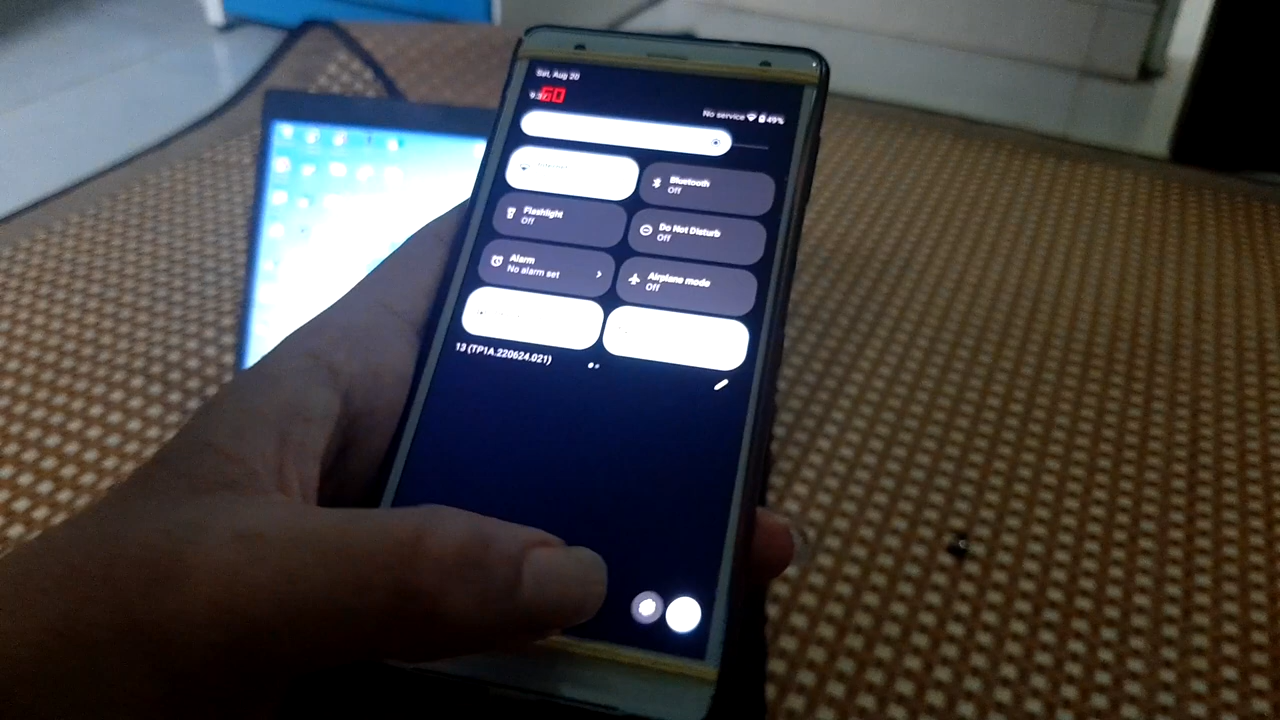 Sat, Aug 20
60
No service 49%
Bluetooth
Off
Flashlight
Off
Do Not Disturb
Off
Alarm
No alarm set
Airplane mode
Off
13 (TP1A.220624.021)